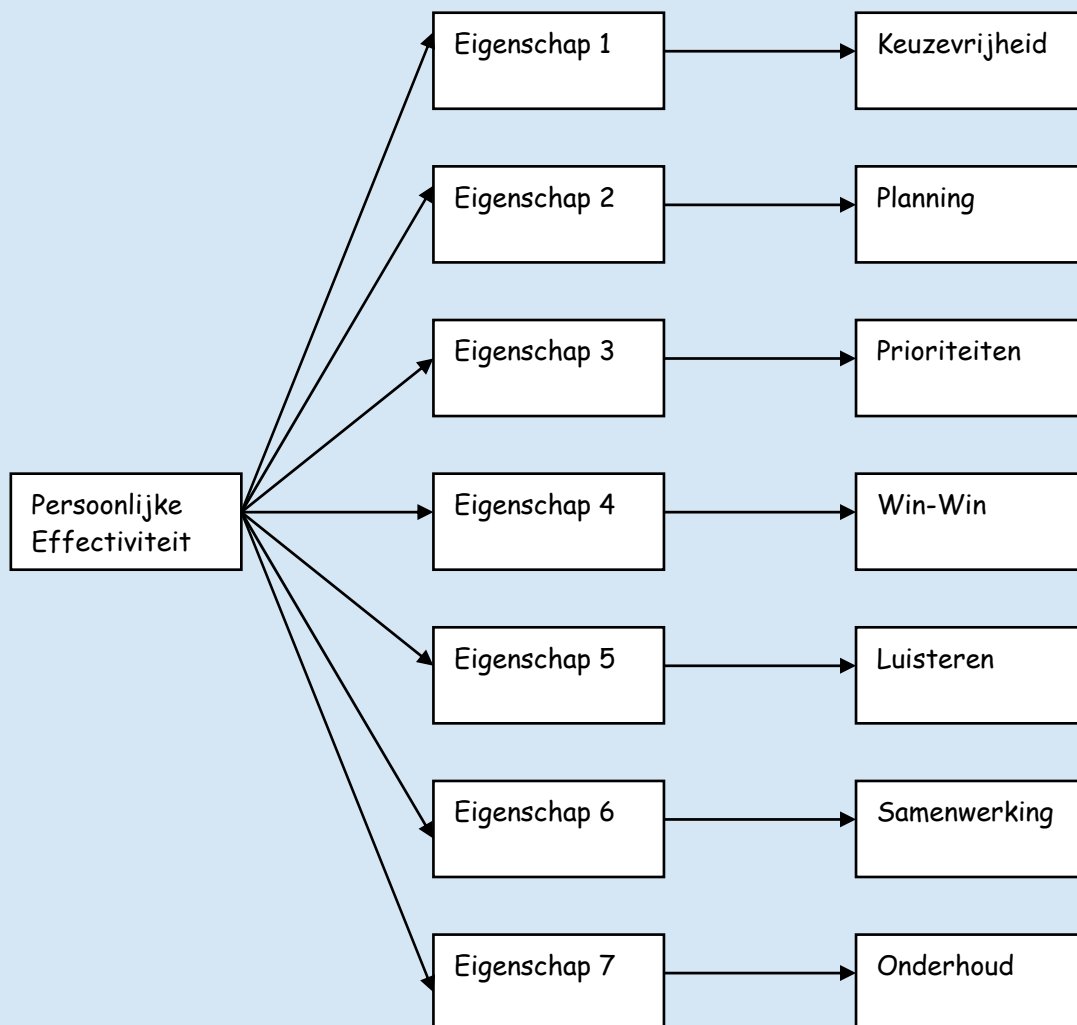 Eigenschap 1
Keuzevrijheid
Eigenschap 2
Planning
Eigenschap 3
Prioriteiten
Persoonlijke
Effectiviteit
Eigenschap 4
Win-Win
Eigenschap 5
Luisteren
Eigenschap 6
Samenwerking
Eigenschap 7
Onderhoud